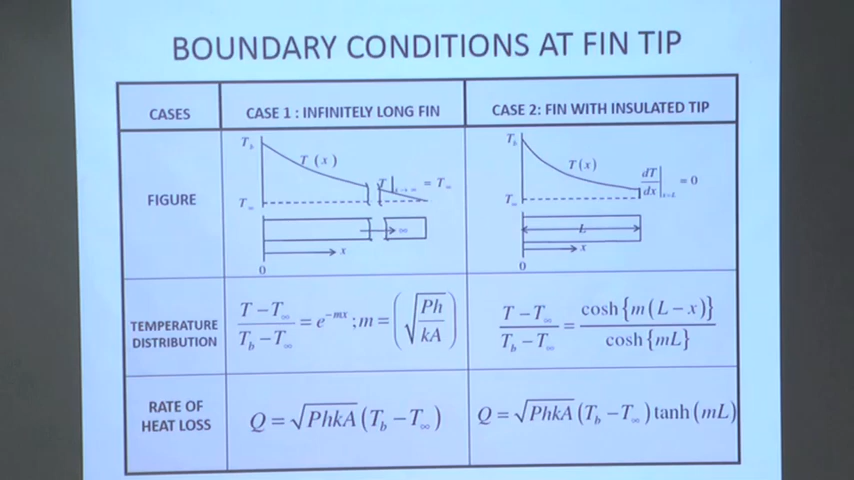 BOUNDARY CONDITIONS AT FIN TIP
CASES
CASE 1 : INFINITELY LONG FIN
CASE 2: FIN WITH INSULATED TIP
FIGURE
T_b
T(x)
T|_{x→∞} = T_∞
T_∞
∞
x
0
T_b
T(x)
dT/dx|_{x=L} = 0
T_∞
L
x
0
TEMPERATURE
DISTRIBUTION
(T − T_∞)/(T_b − T_∞) = e^{−mx} ; m = (√(Ph/kA))
(T − T_∞)/(T_b − T_∞) = cosh{m(L − x)}/cosh{mL}
RATE OF
HEAT LOSS
Q = √(PhkA) (T_b − T_∞)
Q = √(PhkA) (T_b − T_∞) tanh(mL)